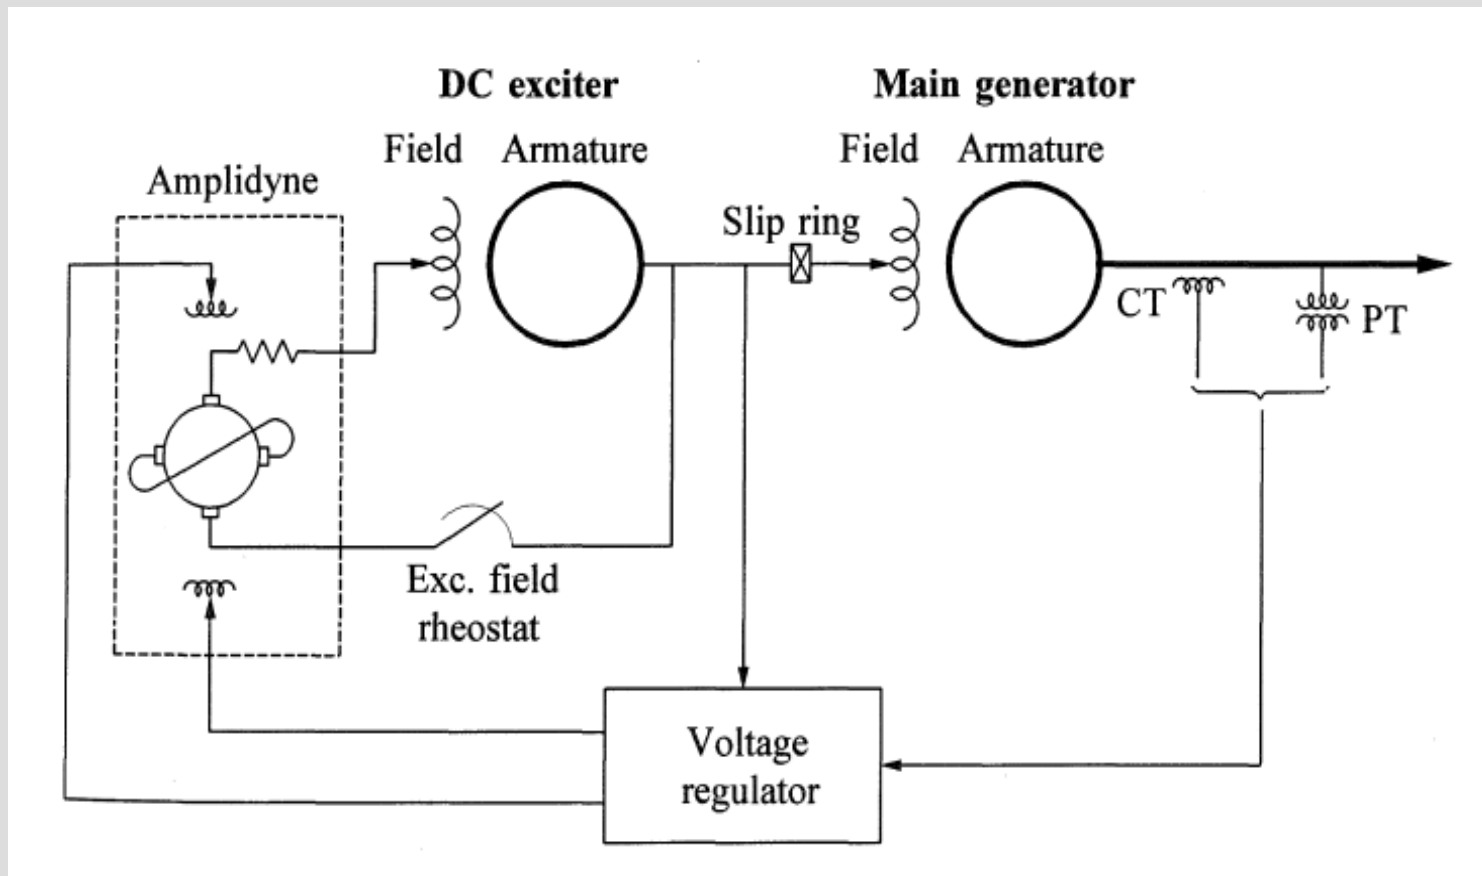 DC exciter
Main generator
Field
Armature
Field
Armature
Amplidyne
Slip ring
CT
PT
Exc. field
rheostat
Voltage
regulator